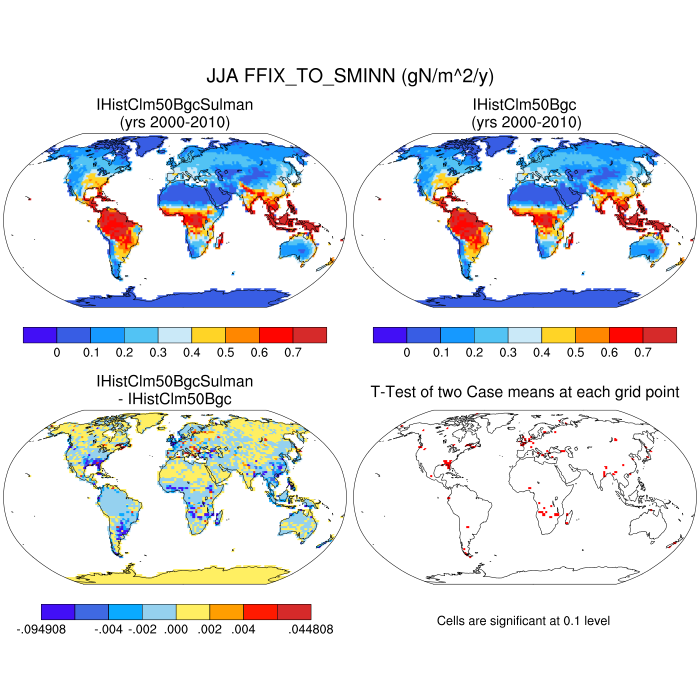 JJA FFIX_TO_SMINN (gN/m^2/y)
IHistClm50BgcSulman
(yrs 2000-2010)
IHistClm50Bgc
(yrs 2000-2010)
0 0.1 0.2 0.3 0.4 0.5 0.6 0.7
0 0.1 0.2 0.3 0.4 0.5 0.6 0.7
IHistClm50BgcSulman
- IHistClm50Bgc
T-Test of two Case means at each grid point
-.094908 -.004 -.002 .000 .002 .004 .044808
Cells are significant at 0.1 level